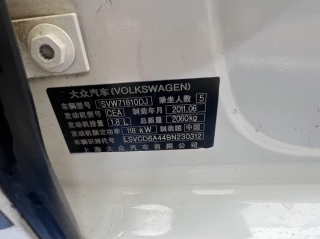 大众汽车(VOLKSWAGEN)
车辆型号 SVW71810DJ 乘坐人数 5
发动机型号 CEA 制造年月 2011.08
发动机排量 1.8 L 总质量 2060kg
发动机额定功率 118 kW 制造国 中国
车辆识别代号 LSVCD6A44BN230312
上海大众汽车有限公司